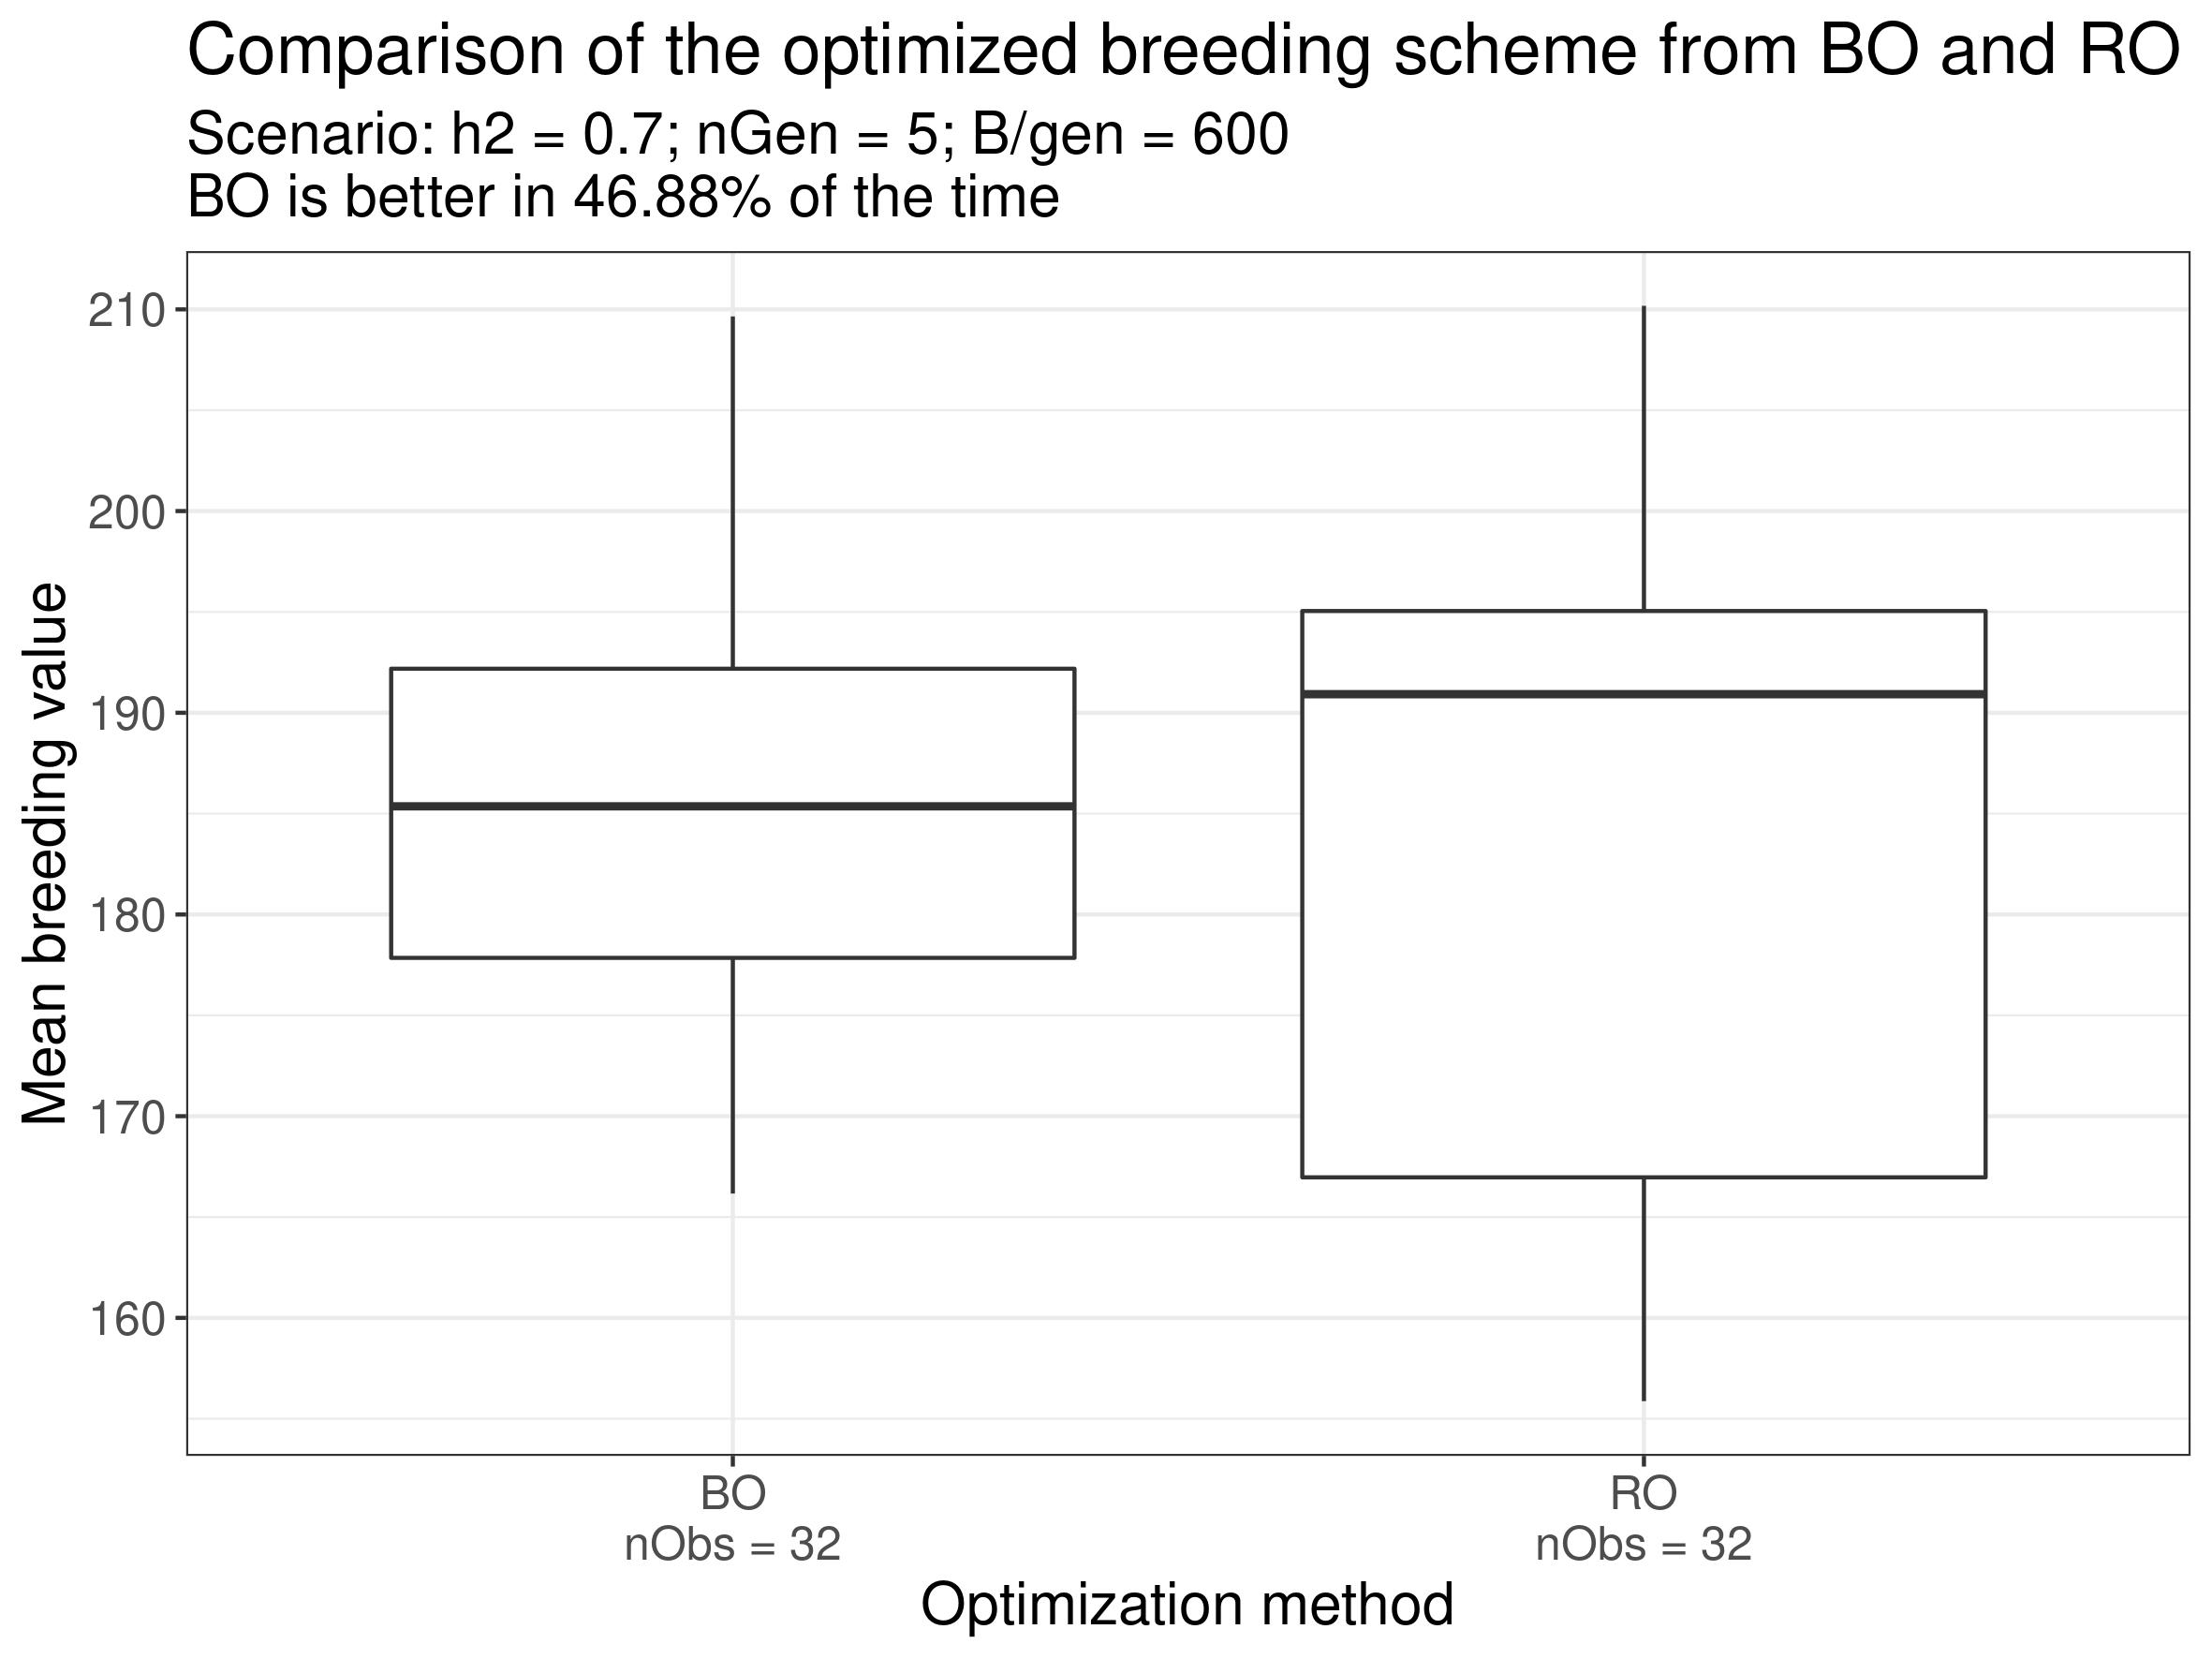 Comparison of the optimized breeding scheme from BO and RO
Scenario: h2 = 0.7; nGen = 5; B/gen = 600
BO is better in 46.88% of the time
Mean breeding value
210
200
190
180
170
160
BO
nObs = 32
RO
nObs = 32
Optimization method